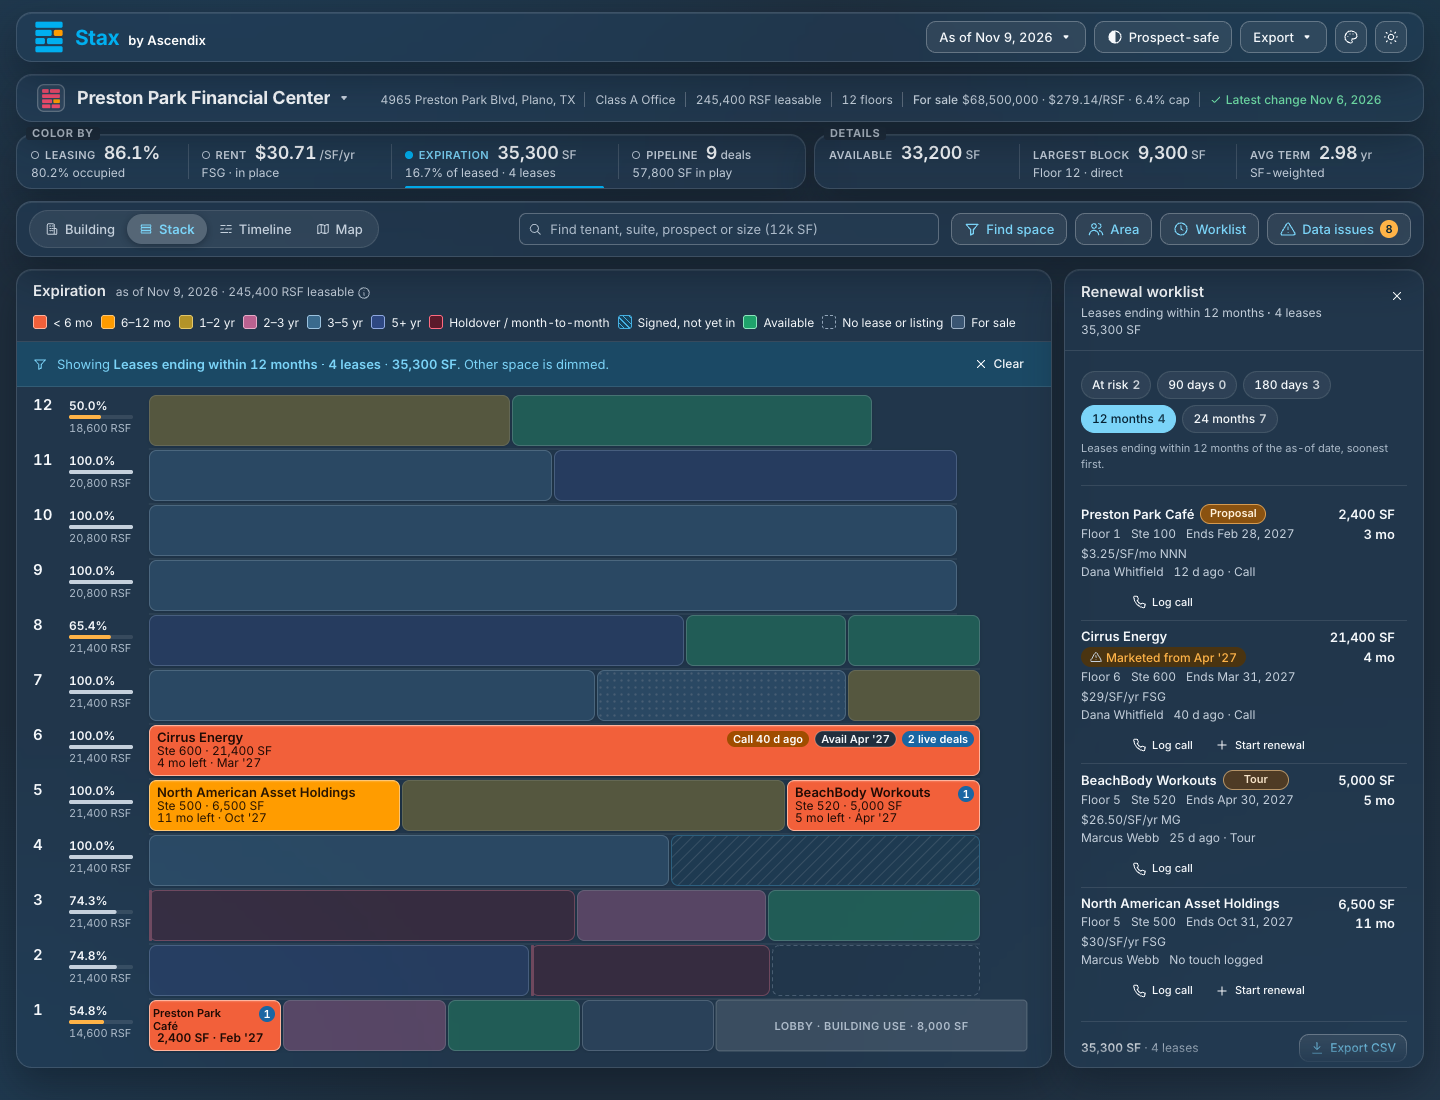 Stax by Ascendix
As of Nov 9, 2026
Prospect-safe
Export
Preston Park Financial Center
4965 Preston Park Blvd, Plano, TX
Class A Office
245,400 RSF leasable
12 floors
For sale $68,500,000 · $279.14/RSF · 6.4% cap
✓ Latest change Nov 6, 2026
COLOR BY
LEASING 86.1%
80.2% occupied
RENT $30.71 /SF/yr
FSG · in place
EXPIRATION 35,300 SF
16.7% of leased · 4 leases
PIPELINE 9 deals
57,800 SF in play
DETAILS
AVAILABLE 33,200 SF
LARGEST BLOCK 9,300 SF
Floor 12 · direct
AVG TERM 2.98 yr
SF-weighted
Building
Stack
Timeline
Map
Find tenant, suite, prospect or size (12k SF)
Find space
Area
Worklist
Data issues 8
Expiration as of Nov 9, 2026 · 245,400 RSF leasable
< 6 mo
6–12 mo
1–2 yr
2–3 yr
3–5 yr
5+ yr
Holdover / month-to-month
Signed, not yet in
Available
No lease or listing
For sale
Showing Leases ending within 12 months · 4 leases · 35,300 SF. Other space is dimmed.
Clear
12 50.0%
18,600 RSF
11 100.0%
20,800 RSF
10 100.0%
20,800 RSF
9 100.0%
20,800 RSF
8 65.4%
21,400 RSF
7 100.0%
21,400 RSF
6 100.0%
21,400 RSF
Cirrus Energy
Ste 600 · 21,400 SF
4 mo left · Mar '27
Call 40 d ago
Avail Apr '27
2 live deals
5 100.0%
21,400 RSF
North American Asset Holdings
Ste 500 · 6,500 SF
11 mo left · Oct '27
BeachBody Workouts
Ste 520 · 5,000 SF
5 mo left · Apr '27
1
4 100.0%
21,400 RSF
3 74.3%
21,400 RSF
2 74.8%
21,400 RSF
1 54.8%
14,600 RSF
Preston Park
Café
2,400 SF · Feb '27
1
LOBBY · BUILDING USE · 8,000 SF
Renewal worklist
Leases ending within 12 months · 4 leases
35,300 SF
At risk 2
90 days 0
180 days 3
12 months 4
24 months 7
Leases ending within 12 months of the as-of date, soonest
first.
Preston Park Café Proposal 2,400 SF
Floor 1 Ste 100 Ends Feb 28, 2027 3 mo
$3.25/SF/mo NNN
Dana Whitfield 12 d ago · Call
Log call
Cirrus Energy 21,400 SF
Marketed from Apr '27 4 mo
Floor 6 Ste 600 Ends Mar 31, 2027
$29/SF/yr FSG
Dana Whitfield 40 d ago · Call
Log call
Start renewal
BeachBody Workouts Tour 5,000 SF
Floor 5 Ste 520 Ends Apr 30, 2027 5 mo
$26.50/SF/yr MG
Marcus Webb 25 d ago · Tour
Log call
North American Asset Holdings 6,500 SF
Floor 5 Ste 500 Ends Oct 31, 2027 11 mo
$30/SF/yr FSG
Marcus Webb No touch logged
Log call
Start renewal
35,300 SF · 4 leases
Export CSV